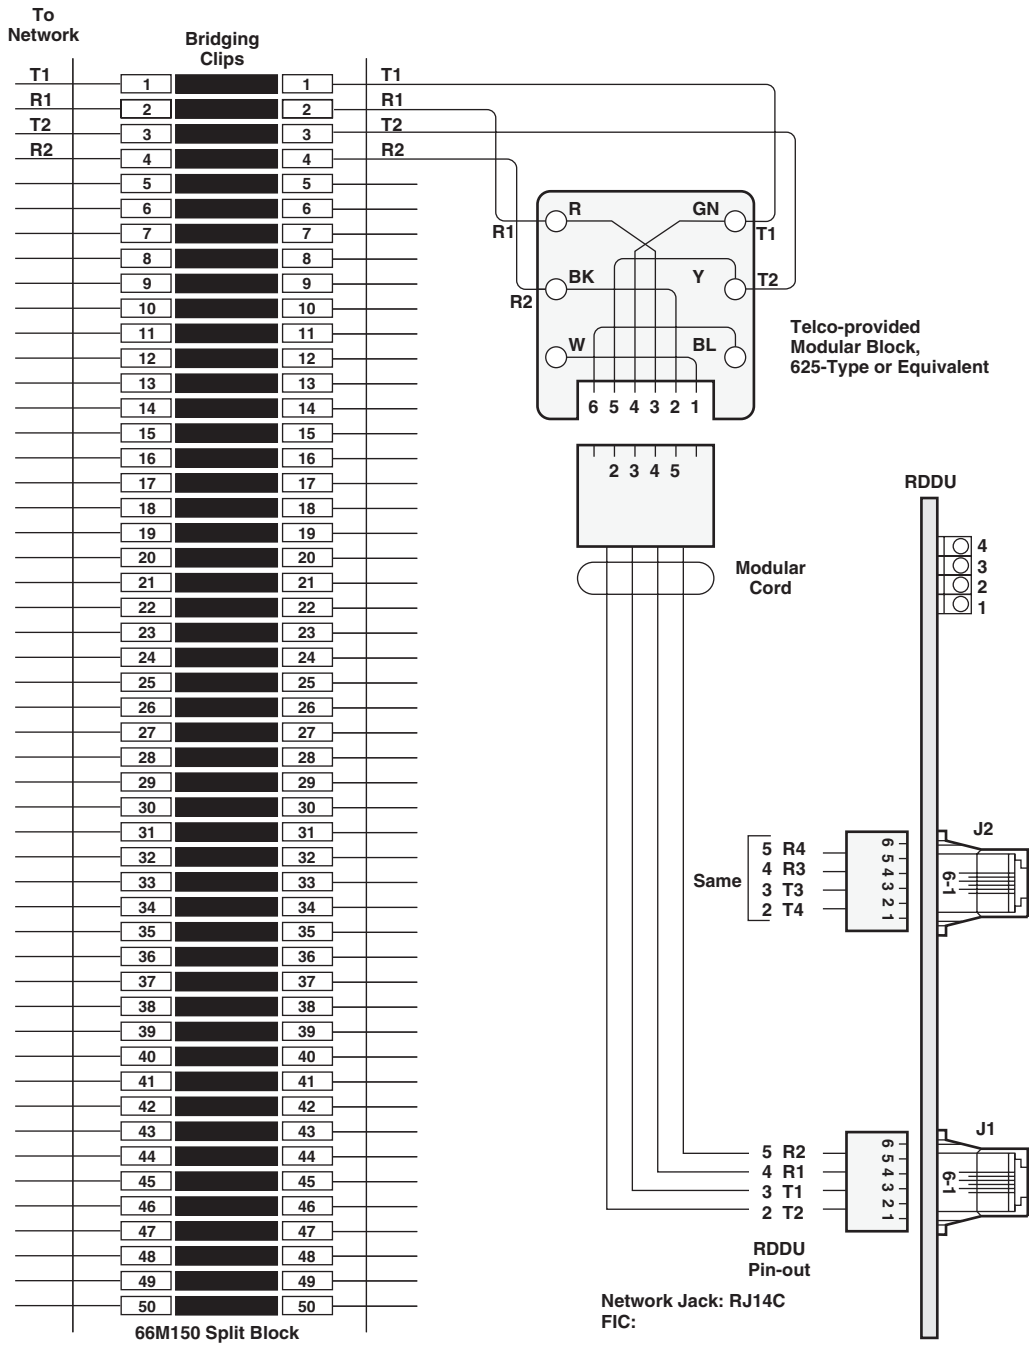 To
Network
Bridging
Clips
T1
R1
T2
R2
1 1
2 2
3 3
4 4
5 5
6 6
7 7
8 8
9 9
10 10
11 11
12 12
13 13
14 14
15 15
16 16
17 17
18 18
19 19
20 20
21 21
22 22
23 23
24 24
25 25
26 26
27 27
28 28
29 29
30 30
31 31
32 32
33 33
34 34
35 35
36 36
37 37
38 38
39 39
40 40
41 41
42 42
43 43
44 44
45 45
46 46
47 47
48 48
49 49
50 50
66M150 Split Block
T1
R1
T2
R2
R GN
R1 T1
BK Y T2
R2
W BL
6 5 4 3 2 1
Telco-provided
Modular Block,
625-Type or Equivalent
2 3 4 5
Modular
Cord
RDDU
4
3
2
1
J2
Same
5 R4
4 R3
3 T3
2 T4
6 5 4 3 2 1
6-1
J1
5 R2
4 R1
3 T1
2 T2
6 5 4 3 2 1
6-1
RDDU
Pin-out
Network Jack: RJ14C
FIC: